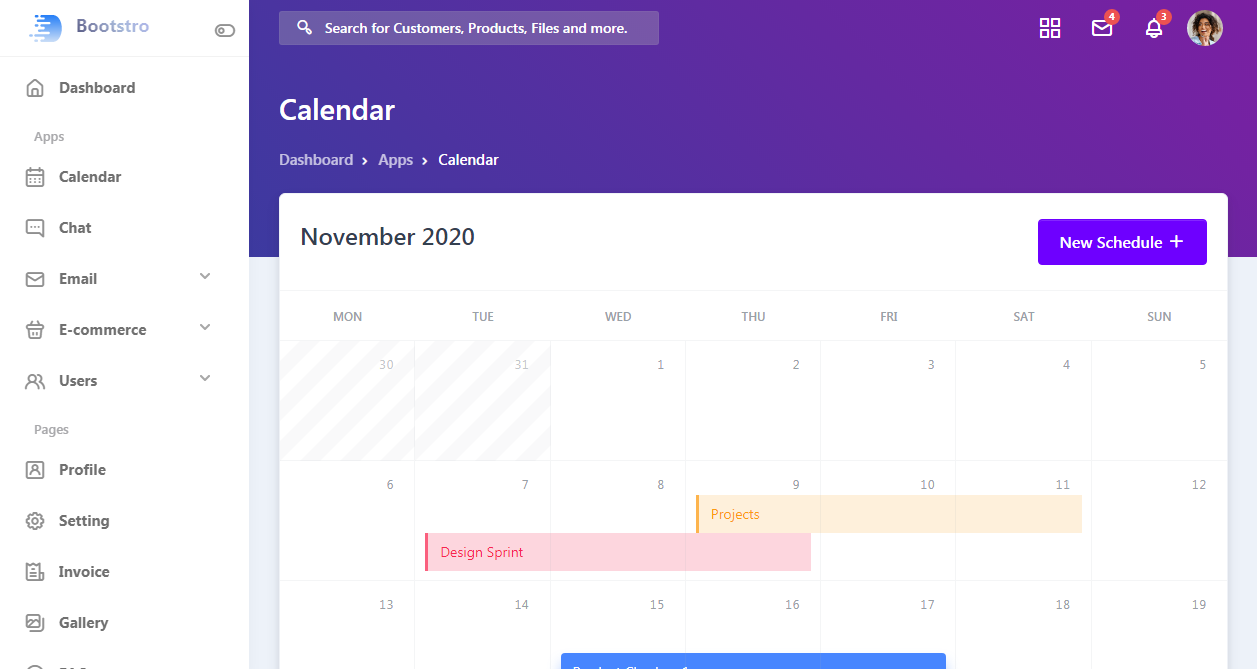 Bootstro
Search for Customers, Products, Files and more.
4
3
Dashboard
Apps
Calendar
Chat
Email
E-commerce
Users
Pages
Profile
Setting
Invoice
Gallery
Calendar
Dashboard › Apps › Calendar
November 2020
New Schedule +
MON TUE WED THU FRI SAT SUN
30 31 1 2 3 4 5
6 7 8 9 10 11 12
Projects
Design Sprint
13 14 15 16 17 18 19